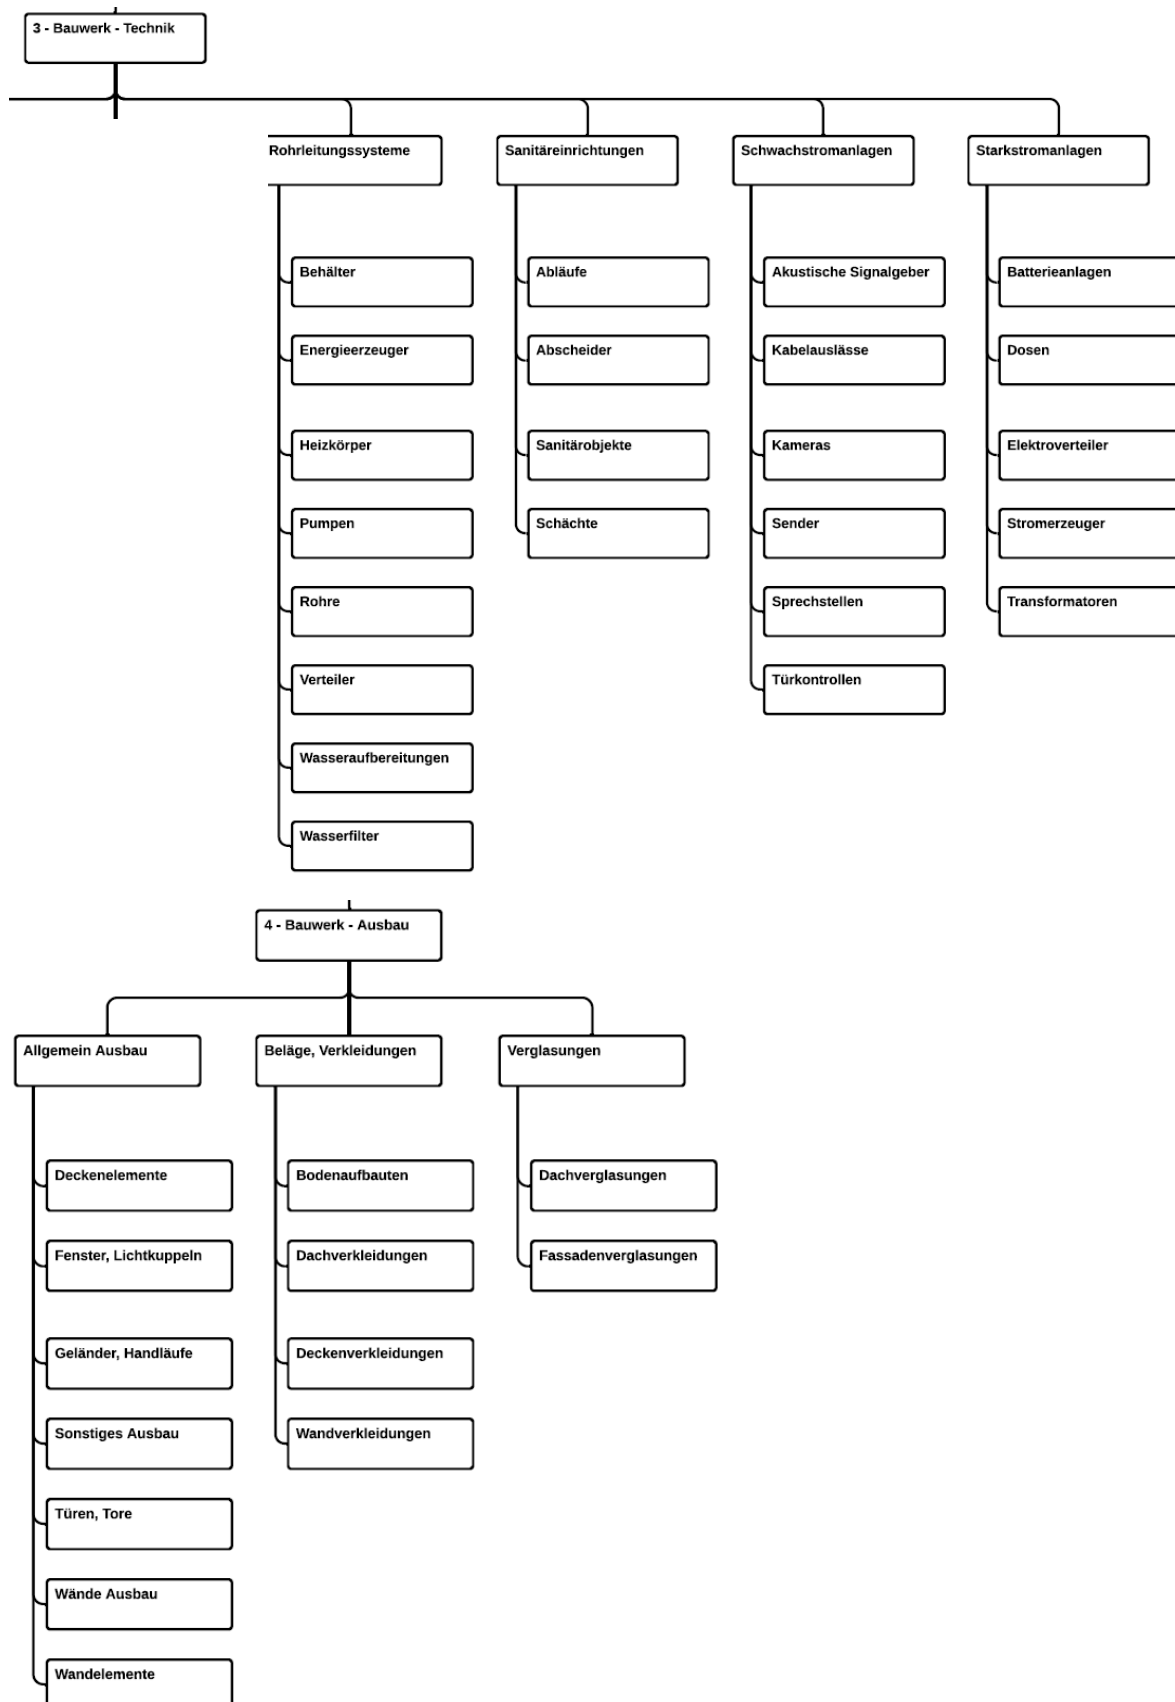 3 - Bauwerk - Technik
Rohrleitungssysteme
Sanitäreinrichtungen
Schwachstromanlagen
Starkstromanlagen
Behälter
Abläufe
Akustische Signalgeber
Batterieanlagen
Energieerzeuger
Abscheider
Kabelauslässe
Dosen
Heizkörper
Sanitärobjekte
Kameras
Elektroverteiler
Pumpen
Schächte
Sender
Stromerzeuger
Rohre
Sprechstellen
Transformatoren
Verteiler
Türkontrollen
Wasseraufbereitungen
Wasserfilter
4 - Bauwerk - Ausbau
Allgemein Ausbau
Beläge, Verkleidungen
Verglasungen
Deckenelemente
Bodenaufbauten
Dachverglasungen
Fenster, Lichtkuppeln
Dachverkleidungen
Fassadenverglasungen
Geländer, Handläufe
Deckenverkleidungen
Sonstiges Ausbau
Wandverkleidungen
Türen, Tore
Wände Ausbau
Wandelemente